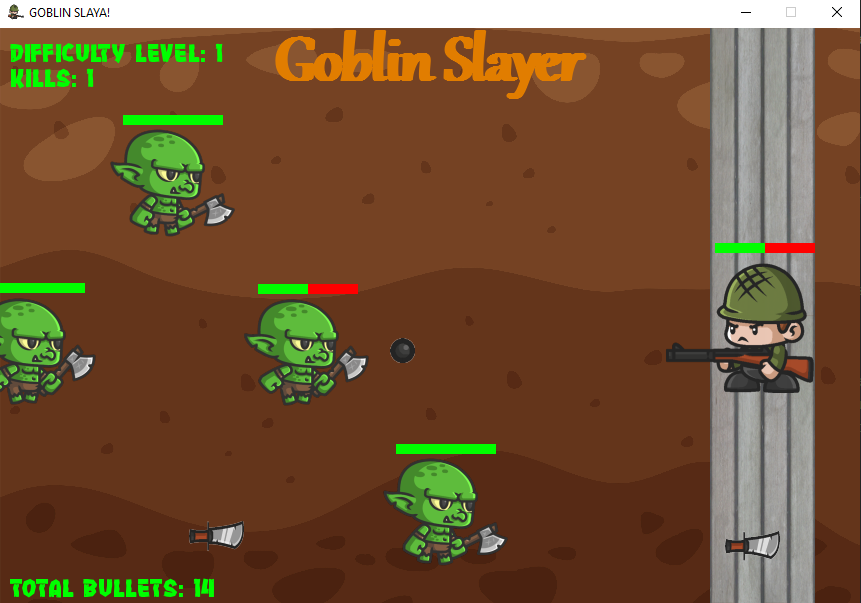 GOBLIN SLAYA!
DIFFICULTY LEVEL: 1
Goblin Slayer
KILLS: 1
TOTAL BULLETS: 14